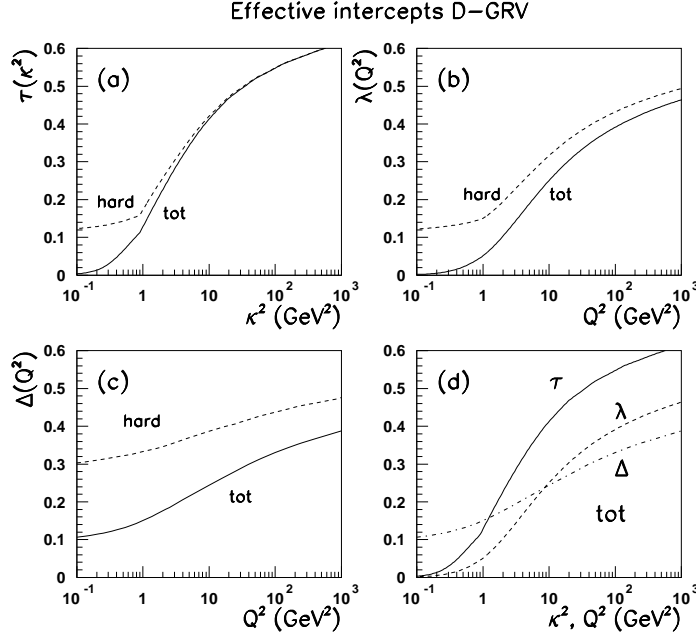 Effective intercepts D-GRV
τ(κ²)
0.6
0.5
0.4
0.3
0.2
0.1
0
(a)
hard
tot
10⁻¹ 1 10 10² 10³
κ² (GeV²)
λ(Q²)
0.6
0.5
0.4
0.3
0.2
0.1
0
(b)
hard
tot
10⁻¹ 1 10 10² 10³
Q² (GeV²)
Δ(Q²)
0.6
0.5
0.4
0.3
0.2
0.1
0
(c)
hard
tot
10⁻¹ 1 10 10² 10³
Q² (GeV²)
0.6
0.5
0.4
0.3
0.2
0.1
0
(d)
τ
λ
Δ
tot
10⁻¹ 1 10 10² 10³
κ², Q² (GeV²)